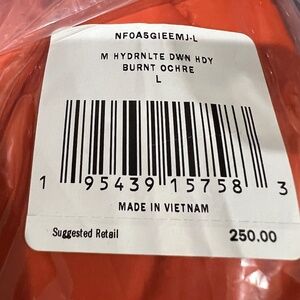 NF0A5GIEEMJ-L
M HYDRNLTE DWN HDY
BURNT OCHRE
L
1 95439 15758 3
MADE IN VIETNAM
Suggested Retail 250.00